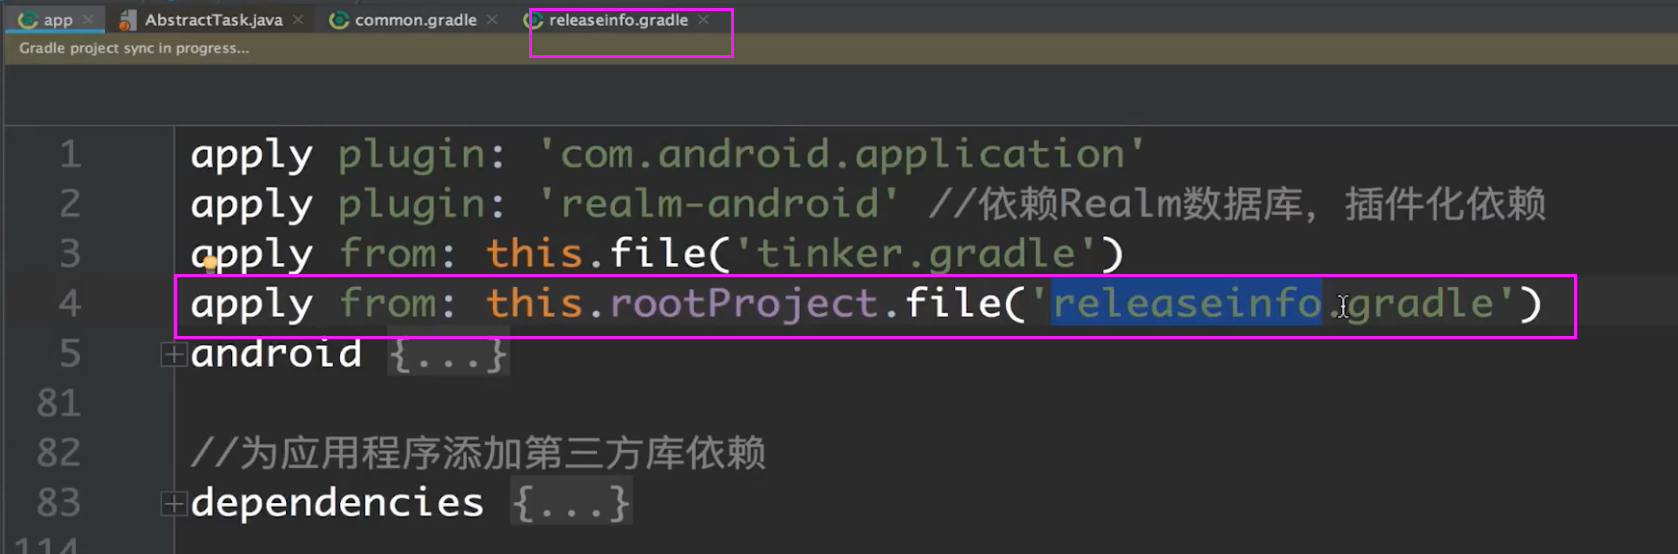 app AbstractTask.java common.gradle releaseinfo.gradle
Gradle project sync in progress...
1 apply plugin: 'com.android.application'
2 apply plugin: 'realm-android' //依赖Realm数据库，插件化依赖
3 apply from: this.file('tinker.gradle')
4 apply from: this.rootProject.file('releaseinfo.gradle')
5 android {...}
81
82 //为应用程序添加第三方库依赖
83 dependencies {...}
114